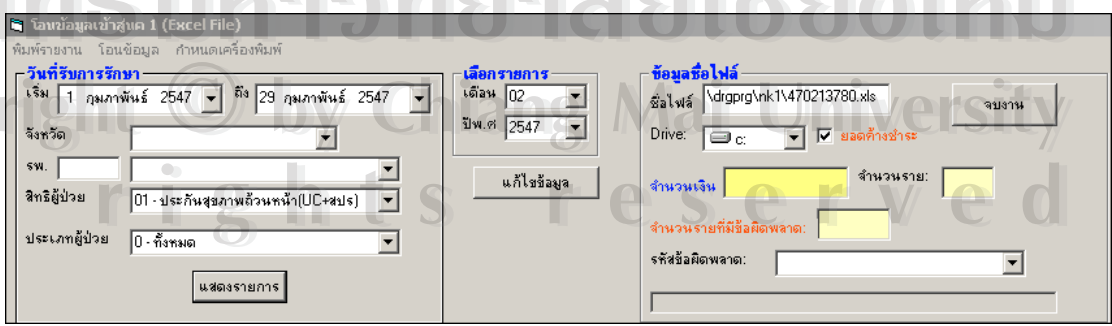 โอนข้อมูลเข้าสู่นค 1 (Excel File)
พิมพ์รายงาน โอนข้อมูล กำหนดเครื่องพิมพ์
วันที่รับการรักษา
เริ่ม 1 กุมภาพันธ์ 2547 ถึง 29 กุมภาพันธ์ 2547
จังหวัด
รพ.
สิทธิผู้ป่วย 01 - ประกันสุขภาพถ้วนหน้า(UC+สปร)
ประเภทผู้ป่วย 0 - ทั้งหมด
แสดงรายการ
เลือกรายการ
เดือน 02
ปีพ.ศ 2547
แก้ไขข้อมูล
ข้อมูลชื่อไฟล์
ชื่อไฟล์ \drgprg\nk1\470213780.xls จบงาน
Drive: c: ยอดค้างชำระ
จำนวนเงิน จำนวนราย:
จำนวนรายที่มีข้อผิดพลาด:
รหัสข้อผิดพลาด:
by Chiang Mai University
rights reserved